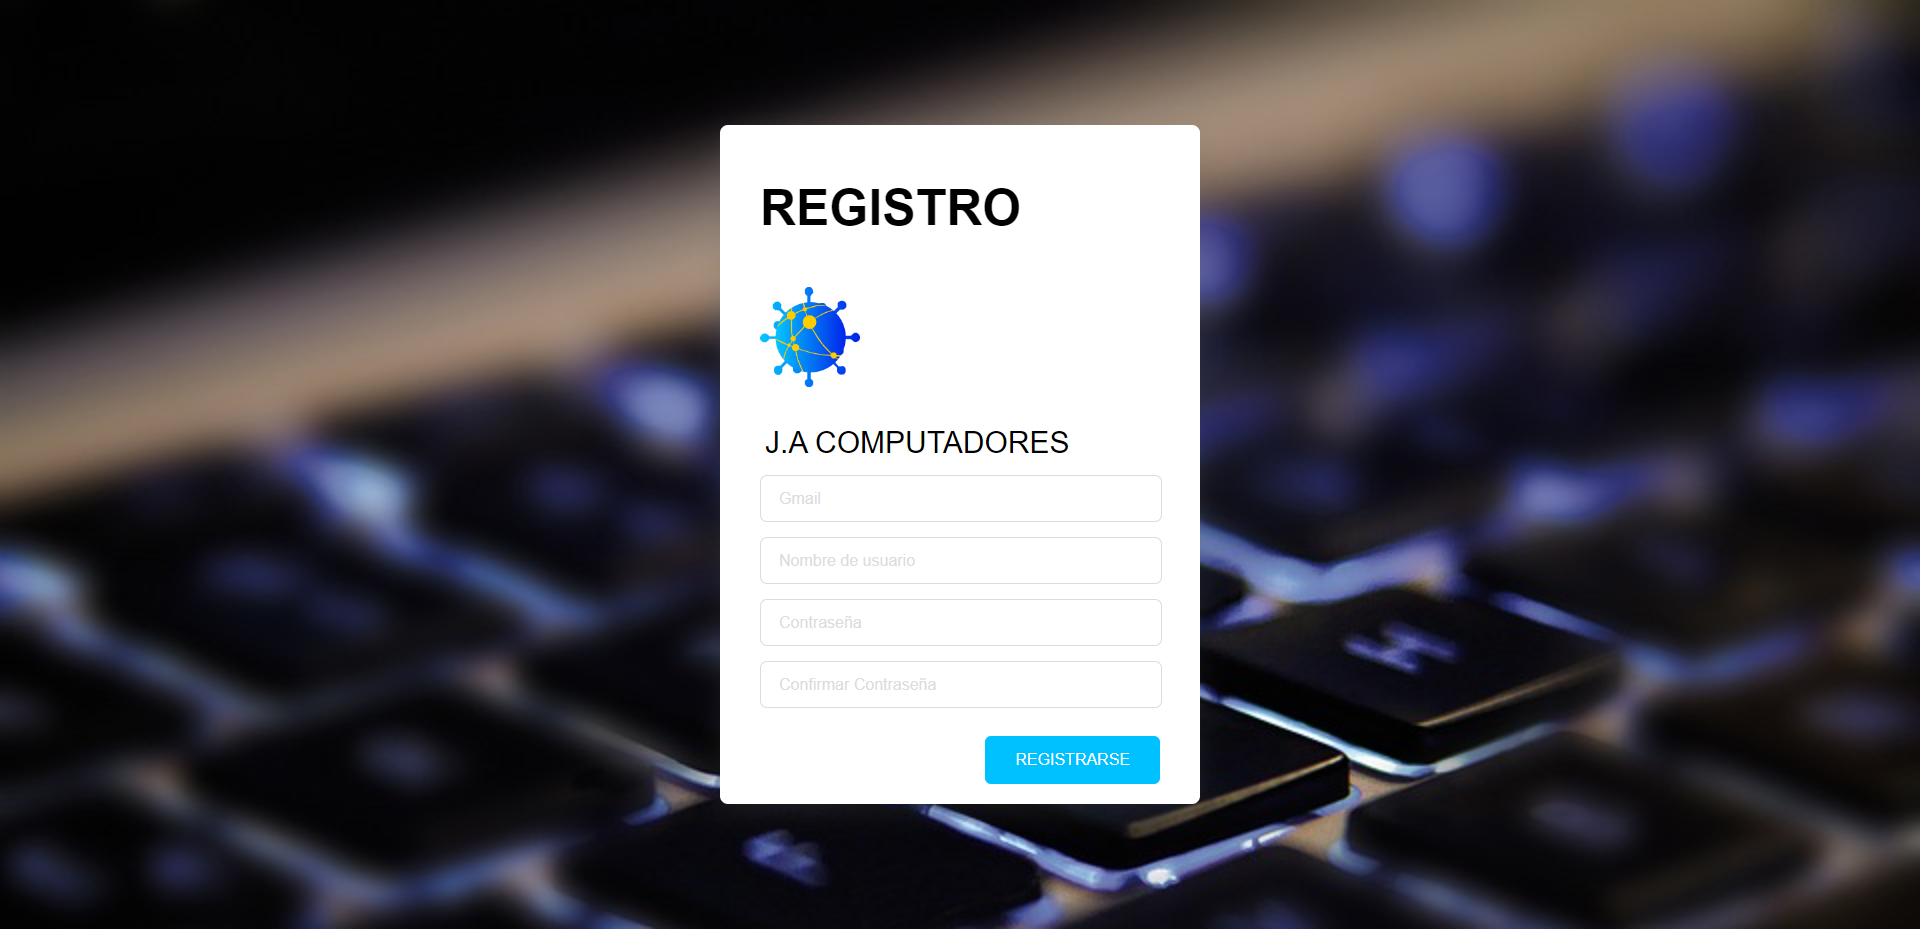 REGISTRO
J.A COMPUTADORES
Gmail
Nombre de usuario
Contraseña
Confirmar Contraseña
REGISTRARSE